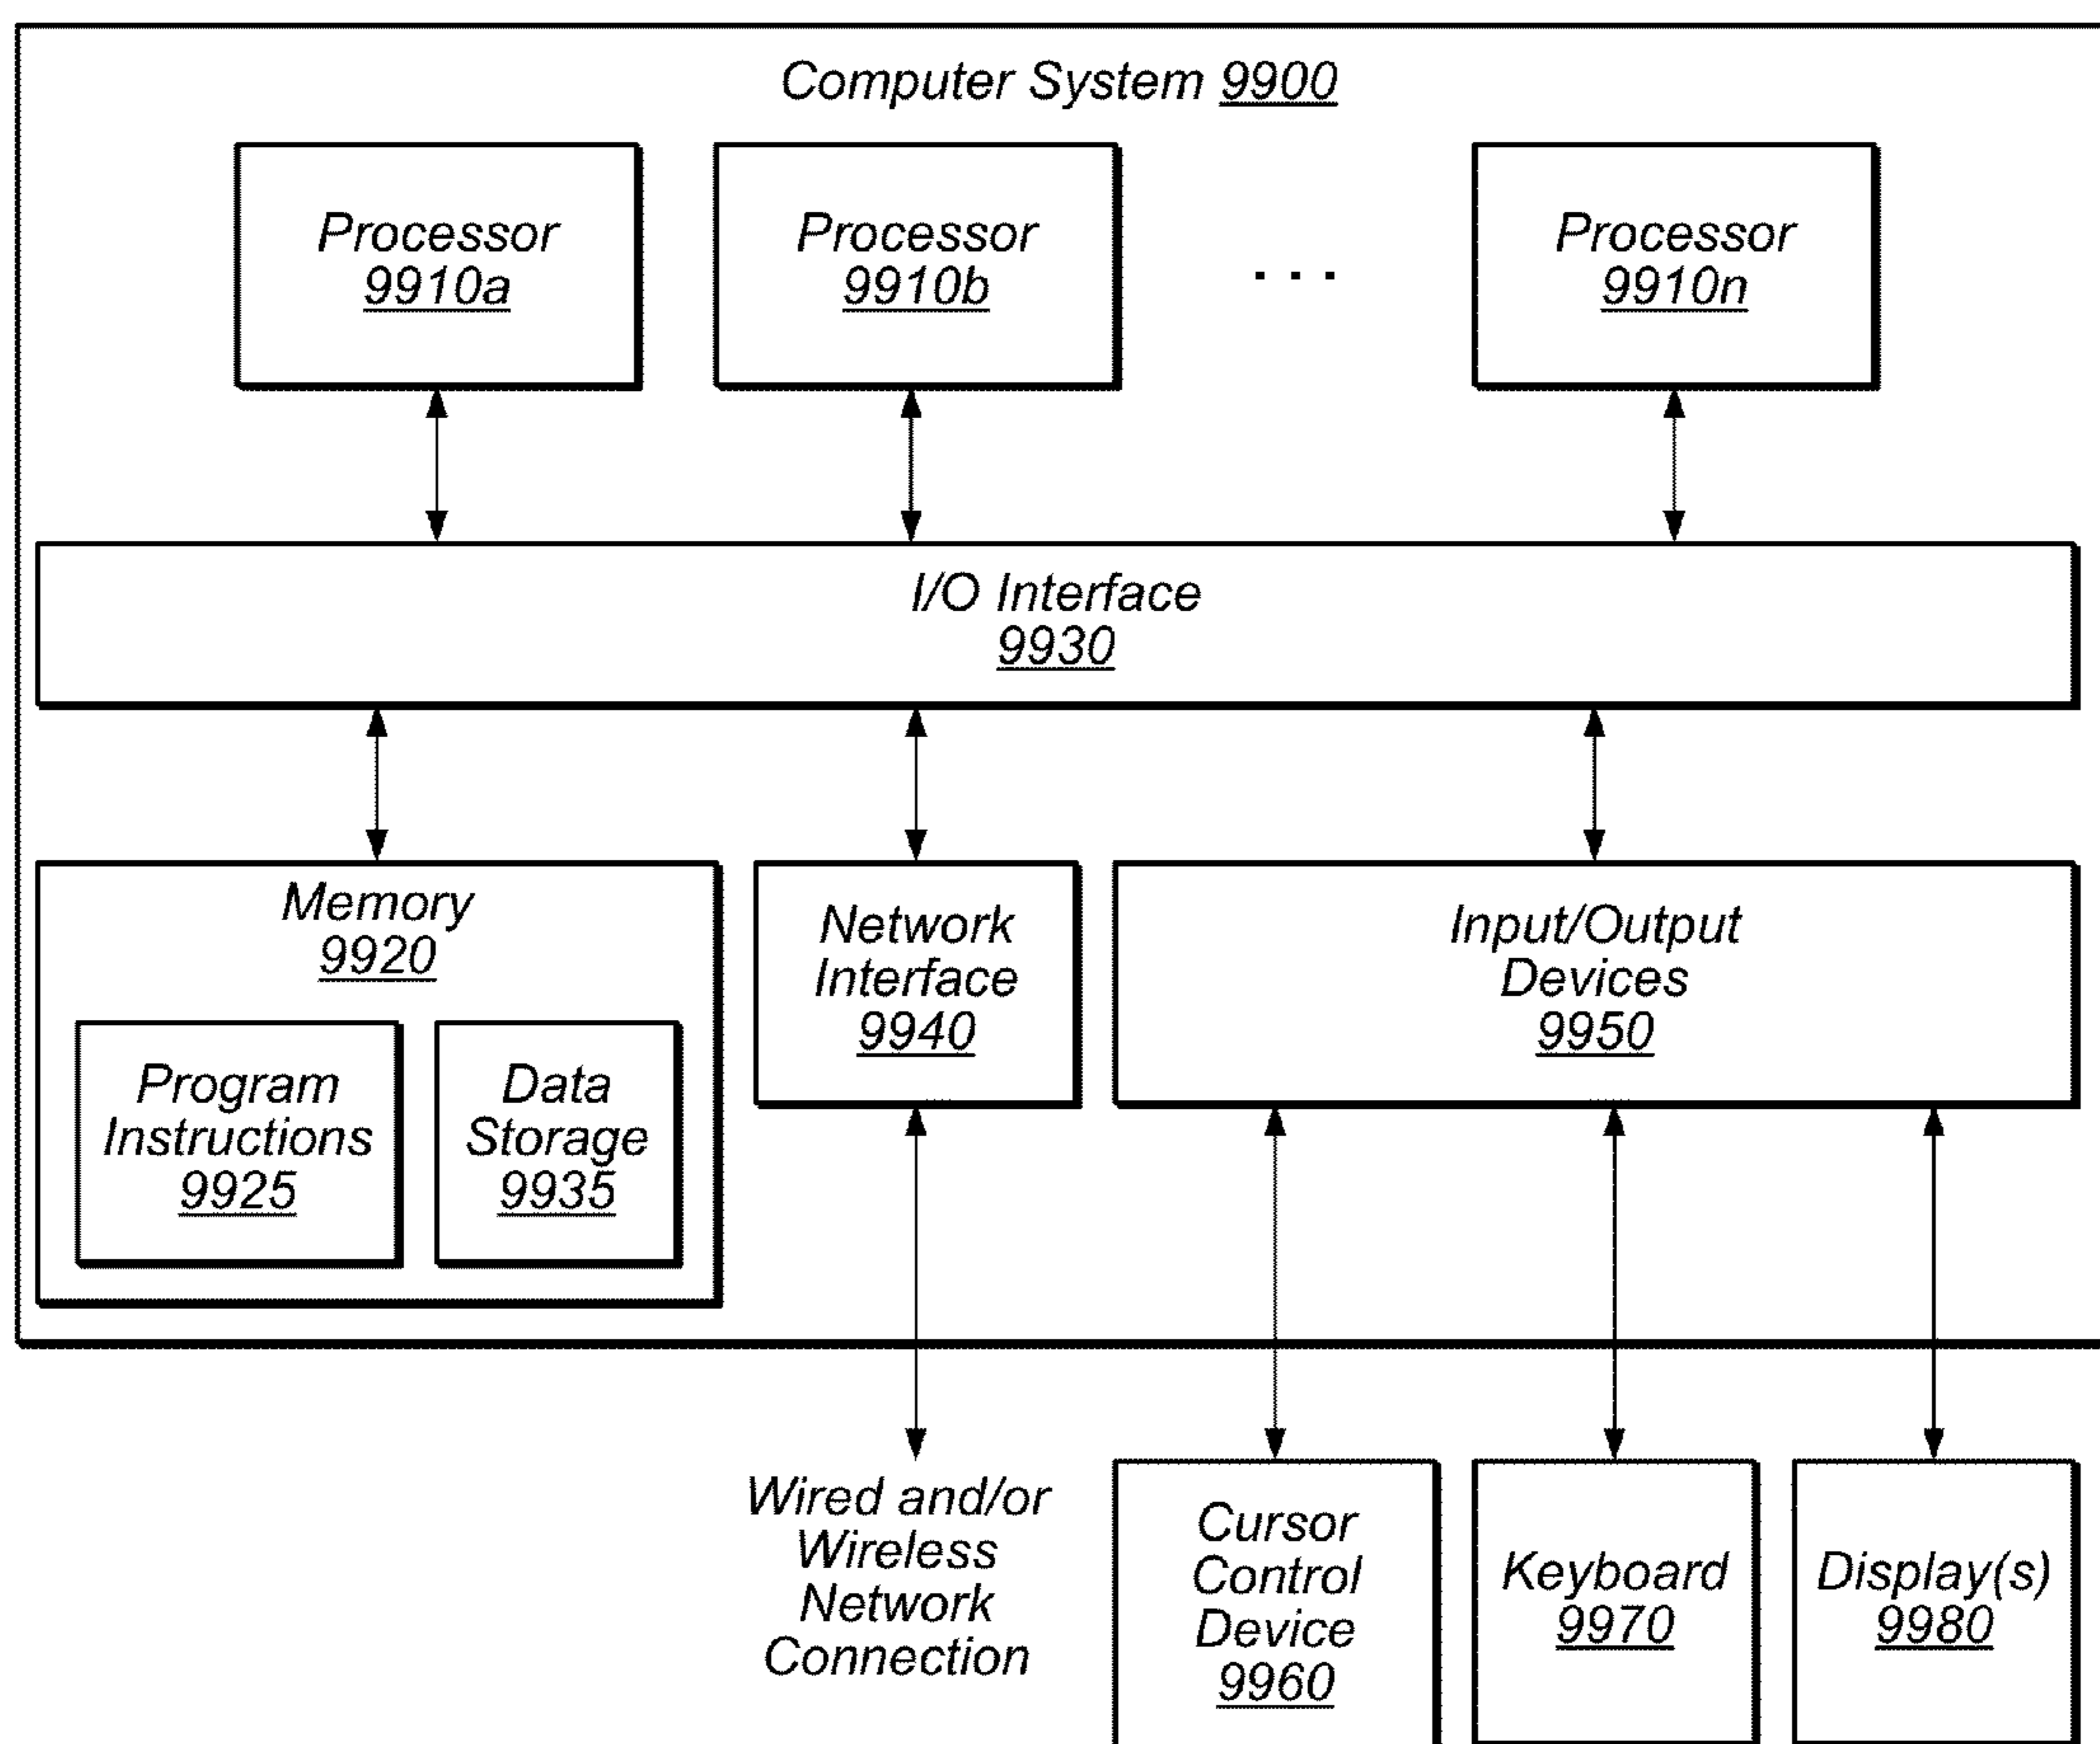 Computer System 9900
Processor
9910a
Processor
9910b
. . .
Processor
9910n
I/O Interface
9930
Memory
9920
Program
Instructions
9925
Data
Storage
9935
Network
Interface
9940
Input/Output
Devices
9950
Wired and/or
Wireless
Network
Connection
Cursor
Control
Device
9960
Keyboard
9970
Display(s)
9980